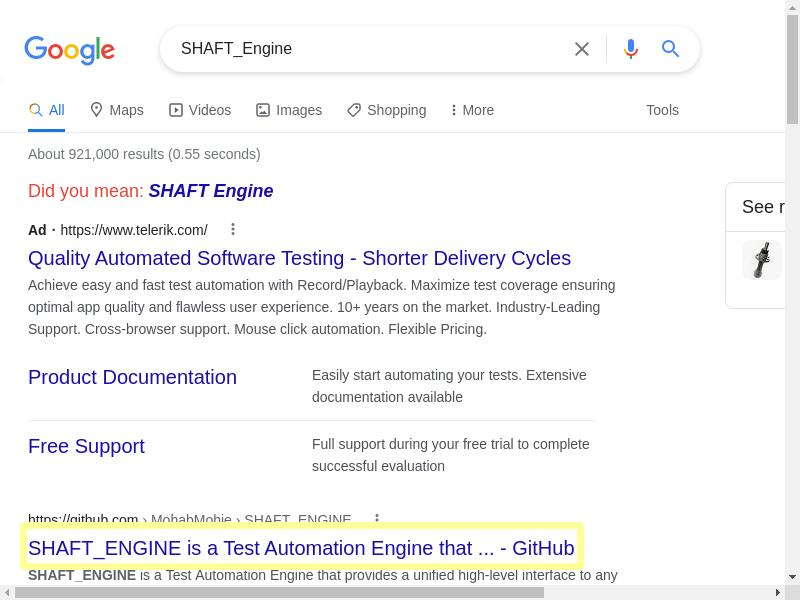 Google
SHAFT_Engine
All Maps Videos Images Shopping More Tools
About 921,000 results (0.55 seconds)
Did you mean: SHAFT Engine
Ad · https://www.telerik.com/
Quality Automated Software Testing - Shorter Delivery Cycles
Achieve easy and fast test automation with Record/Playback. Maximize test coverage ensuring
optimal app quality and flawless user experience. 10+ years on the market. Industry-Leading
Support. Cross-browser support. Mouse click automation. Flexible Pricing.
Product Documentation
Easily start automating your tests. Extensive
documentation available
Free Support
Full support during your free trial to complete
successful evaluation
https://github.com › MohabMohie › SHAFT_ENGINE
SHAFT_ENGINE is a Test Automation Engine that ... - GitHub
SHAFT_ENGINE is a Test Automation Engine that provides a unified high-level interface to any
See r